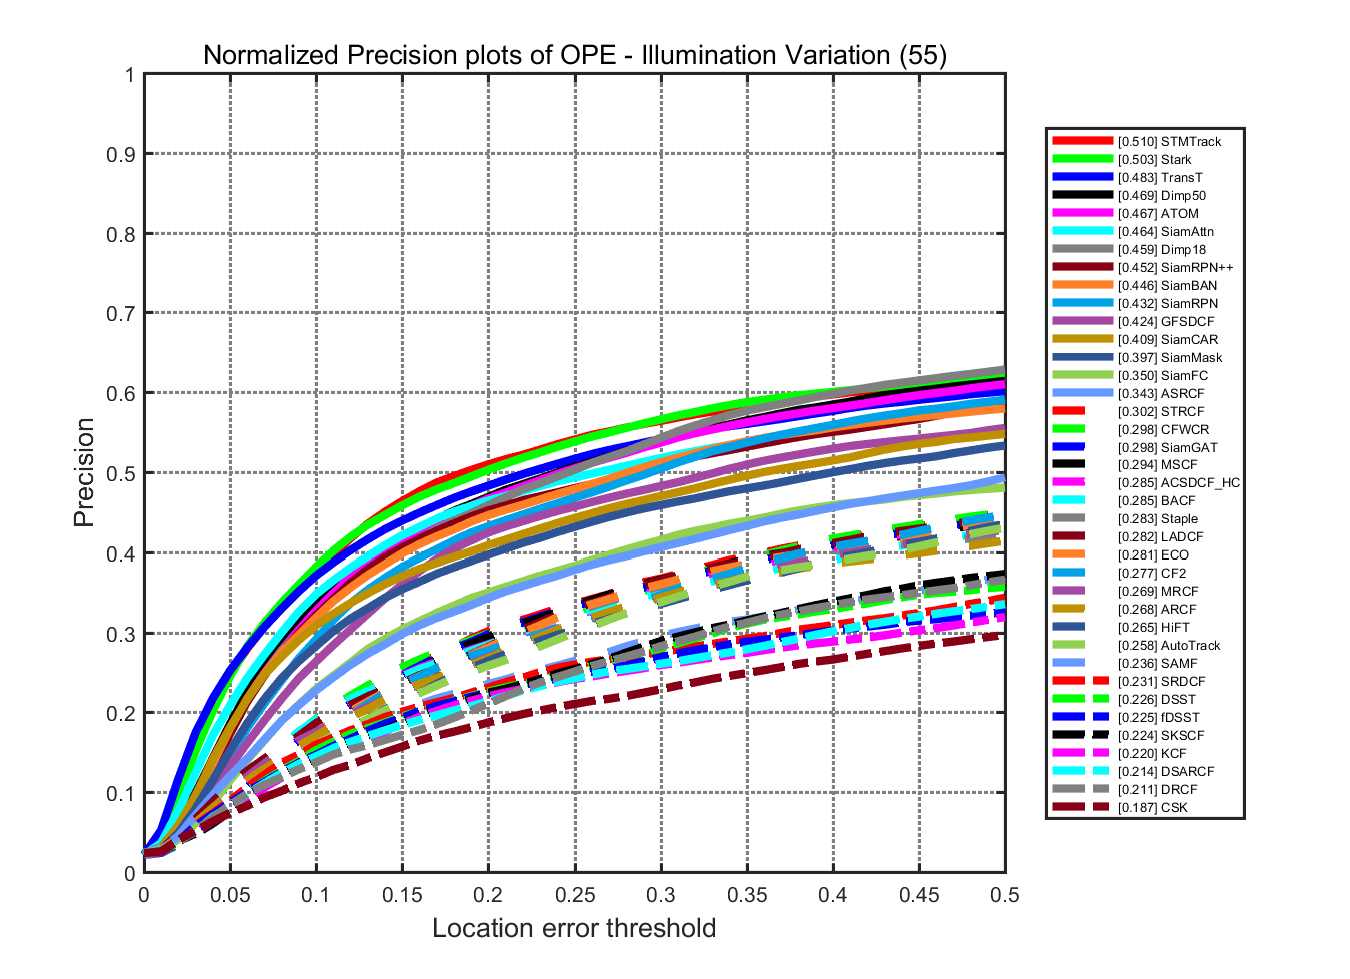 Normalized Precision plots of OPE - Illumination Variation (55)
1
0.9
0.8
0.7
0.6
0.5
0.4
0.3
0.2
0.1
0
Precision
0 0.05 0.1 0.15 0.2 0.25 0.3 0.35 0.4 0.45 0.5
Location error threshold
[0.510] STMTrack
[0.503] Stark
[0.483] TransT
[0.469] Dimp50
[0.467] ATOM
[0.464] SiamAttn
[0.459] Dimp18
[0.452] SiamRPN++
[0.446] SiamBAN
[0.432] SiamRPN
[0.424] GFSDCF
[0.409] SiamCAR
[0.397] SiamMask
[0.350] SiamFC
[0.343] ASRCF
[0.302] STRCF
[0.298] CFWCR
[0.298] SiamGAT
[0.294] MSCF
[0.285] ACSDCF_HC
[0.285] BACF
[0.283] Staple
[0.282] LADCF
[0.281] ECO
[0.277] CF2
[0.269] MRCF
[0.268] ARCF
[0.265] HiFT
[0.258] AutoTrack
[0.236] SAMF
[0.231] SRDCF
[0.226] DSST
[0.225] fDSST
[0.224] SKSCF
[0.220] KCF
[0.214] DSARCF
[0.211] DRCF
[0.187] CSK